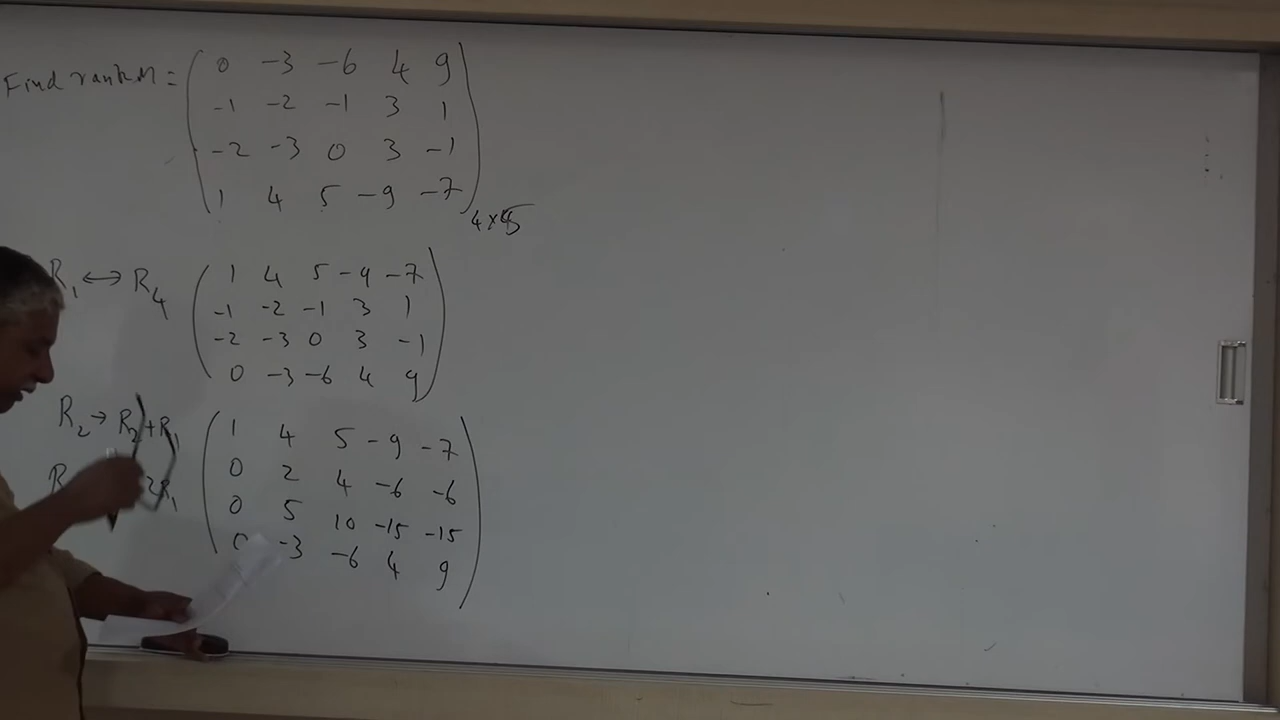 Find rank M = 0 -3 -6 4 9
-1 -2 -1 3 1
-2 -3 0 3 -1
1 4 5 -9 -7
4×5
R1 ↔ R4 1 4 5 -9 -7
-1 -2 -1 3 1
-2 -3 0 3 -1
0 -3 -6 4 9
R2 → R2+R1 1 4 5 -9 -7
0 2 4 -6 -6
R 2R1 0 5 10 -15 -15
0 -3 -6 4 9